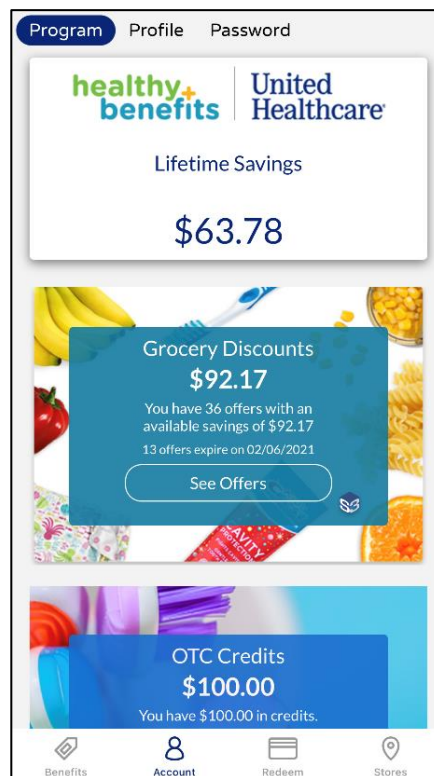 Program Profile Password
healthy+ benefits
United Healthcare
Lifetime Savings
$63.78
Grocery Discounts
$92.17
You have 36 offers with an
available savings of $92.17
13 offers expire on 02/06/2021
See Offers
CAVITY
PROTECTION
OTC Credits
$100.00
You have $100.00 in credits.
Benefits Account Redeem Stores